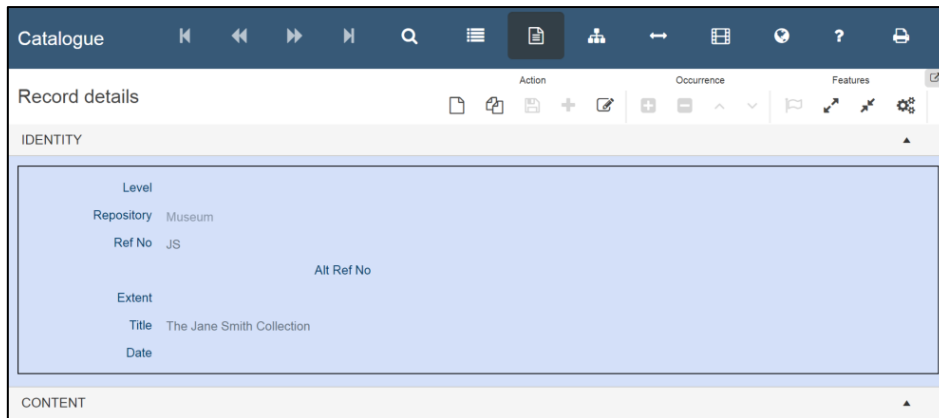 Catalogue ?
Action Occurrence Features
Record details
IDENTITY
Level
Repository Museum
Ref No JS
Alt Ref No
Extent
Title The Jane Smith Collection
Date
CONTENT